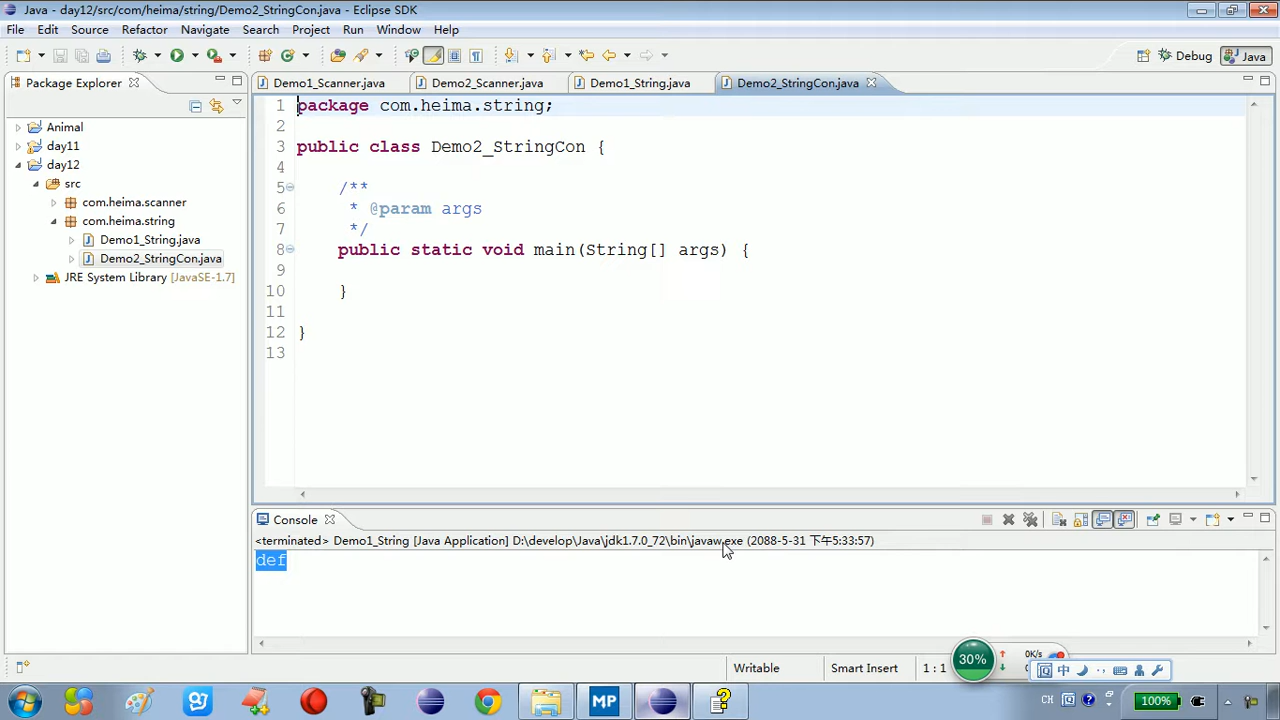 Java - day12/src/com/heima/string/Demo2_StringCon.java - Eclipse SDK
File Edit Source Refactor Navigate Search Project Run Window Help
Debug Java
Package Explorer
Demo1_Scanner.java Demo2_Scanner.java Demo1_String.java Demo2_StringCon.java
Animal
day11
day12
src
com.heima.scanner
com.heima.string
Demo1_String.java
Demo2_StringCon.java
JRE System Library [JavaSE-1.7]
1 package com.heima.string;
2
3 public class Demo2_StringCon {
4
5 /**
6 * @param args
7 */
8 public static void main(String[] args) {
9
10 }
11
12 }
13
Console
<terminated> Demo1_String [Java Application] D:\develop\Java\jdk1.7.0_72\bin\javaw.exe (2088-5-31 下午5:33:57)
def
Writable Smart Insert 1 : 1
30% 0K/s
中
MP
CH 100%